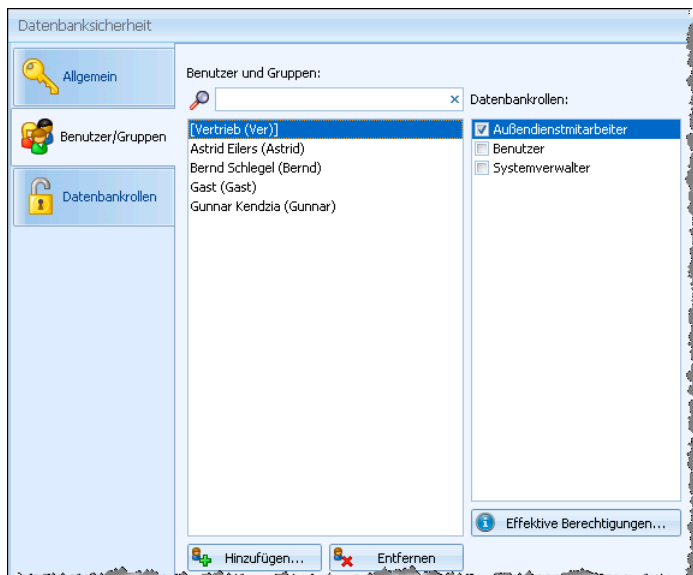 Datenbanksicherheit
Allgemein
Benutzer/Gruppen
Datenbankrollen
Benutzer und Gruppen:
[Vertrieb (Ver)]
Astrid Eilers (Astrid)
Bernd Schlegel (Bernd)
Gast (Gast)
Gunnar Kendzia (Gunnar)
Hinzufügen...
Entfernen
Datenbankrollen:
Außendienstmitarbeiter
Benutzer
Systemverwalter
Effektive Berechtigungen...